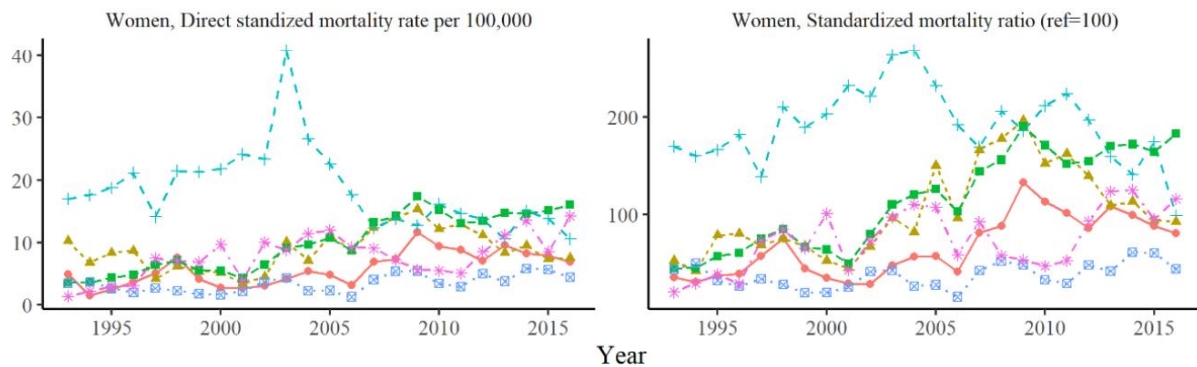 Women, Direct standized mortality rate per 100,000
40
30
20
10
0
1995 2000 2005 2010 2015
Women, Standardized mortality ratio (ref=100)
200
100
1995 2000 2005 2010 2015
Year